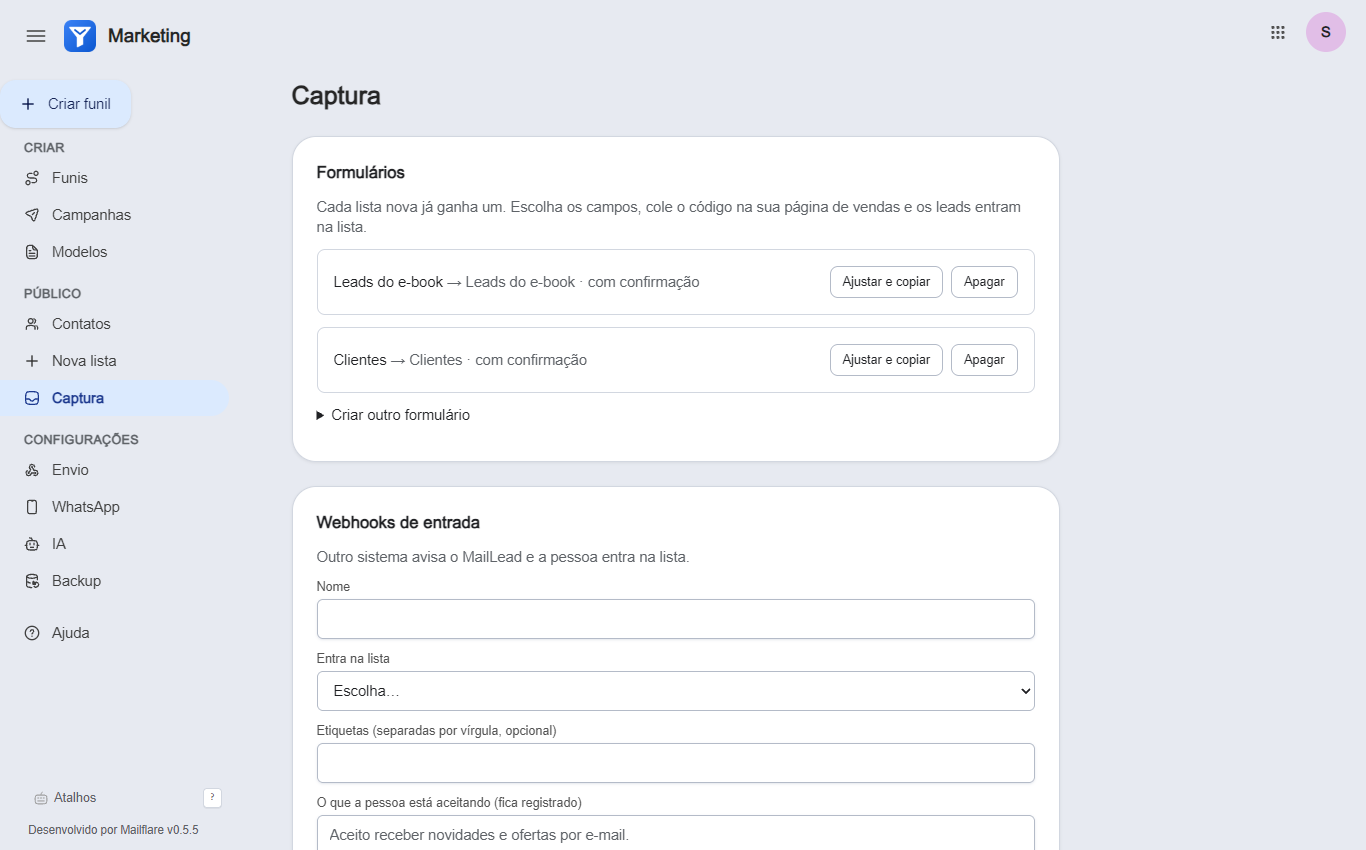 Marketing
S
Criar funil
CRIAR
Funis
Campanhas
Modelos
PÚBLICO
Contatos
Nova lista
Captura
CONFIGURAÇÕES
Envio
WhatsApp
IA
Backup
Ajuda
Atalhos
?
Desenvolvido por Mailflare v0.5.5
Captura
Formulários
Cada lista nova já ganha um. Escolha os campos, cole o código na sua página de vendas e os leads entram
na lista.
Leads do e-book → Leads do e-book · com confirmação
Ajustar e copiar
Apagar
Clientes → Clientes · com confirmação
Ajustar e copiar
Apagar
Criar outro formulário
Webhooks de entrada
Outro sistema avisa o MailLead e a pessoa entra na lista.
Nome
Entra na lista
Escolha...
Etiquetas (separadas por vírgula, opcional)
O que a pessoa está aceitando (fica registrado)
Aceito receber novidades e ofertas por e-mail.